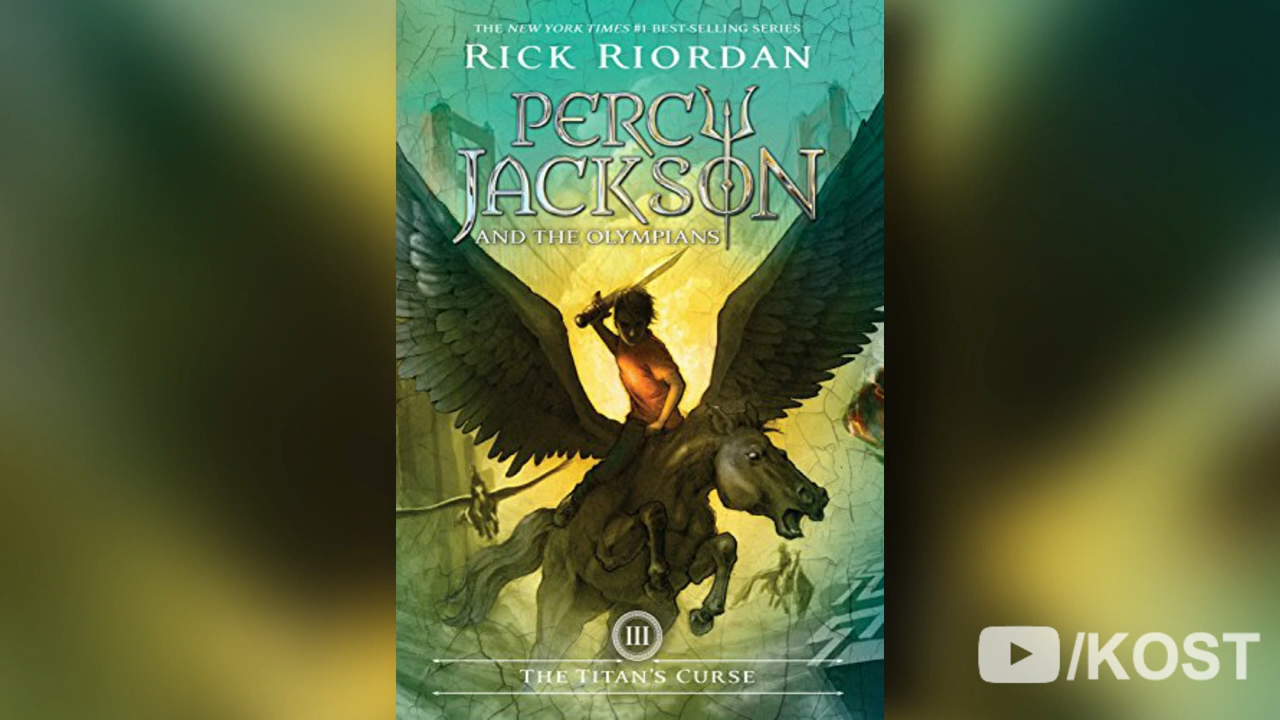 THE NEW YORK TIMES #1 BEST-SELLING SERIES
RICK RIORDAN
PERCY
JACKSON
AND THE OLYMPIANS
III
THE TITAN'S CURSE
/KOST